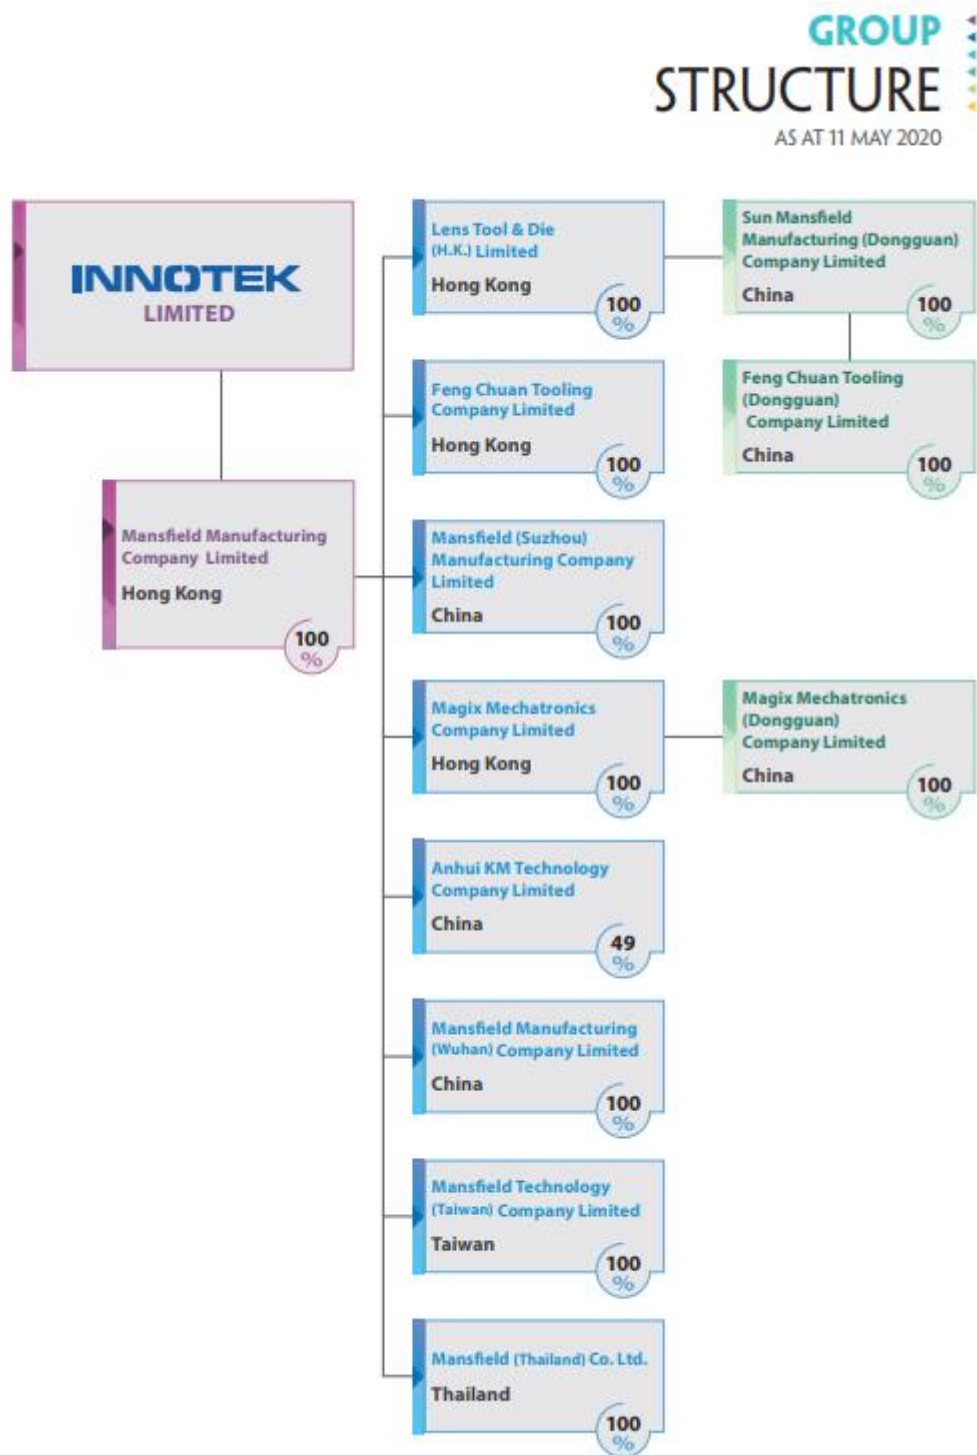 GROUP
STRUCTURE
AS AT 11 MAY 2020
INNOTEK
LIMITED
Mansfield Manufacturing
Company Limited
Hong Kong
100
%
Lens Tool & Die
(H.K.) Limited
Hong Kong
100
%
Sun Mansfield
Manufacturing (Dongguan)
Company Limited
China
100
%
Feng Chuan Tooling
Company Limited
Hong Kong
100
%
Feng Chuan Tooling
(Dongguan)
Company Limited
China
100
%
Mansfield (Suzhou)
Manufacturing Company
Limited
China
100
%
Magix Mechatronics
Company Limited
Hong Kong
100
%
Magix Mechatronics
(Dongguan)
Company Limited
China
100
%
Anhui KM Technology
Company Limited
China
49
%
Mansfield Manufacturing
(Wuhan) Company Limited
China
100
%
Mansfield Technology
(Taiwan) Company Limited
Taiwan
100
%
Mansfield (Thailand) Co. Ltd.
Thailand
100
%